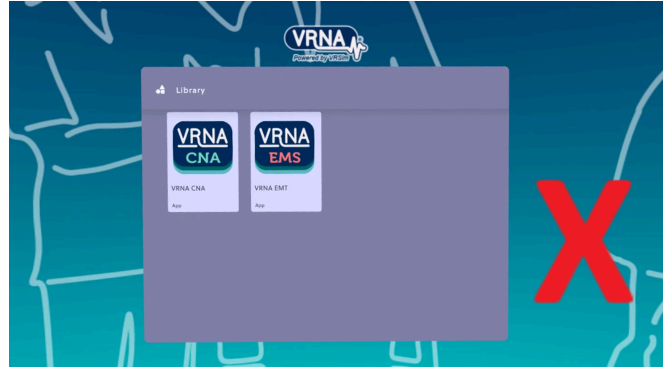 VRNA
Powered by VRSim
Library
VRNA
CNA
VRNA
EMS
VRNA CNA
VRNA EMT
App
App
X